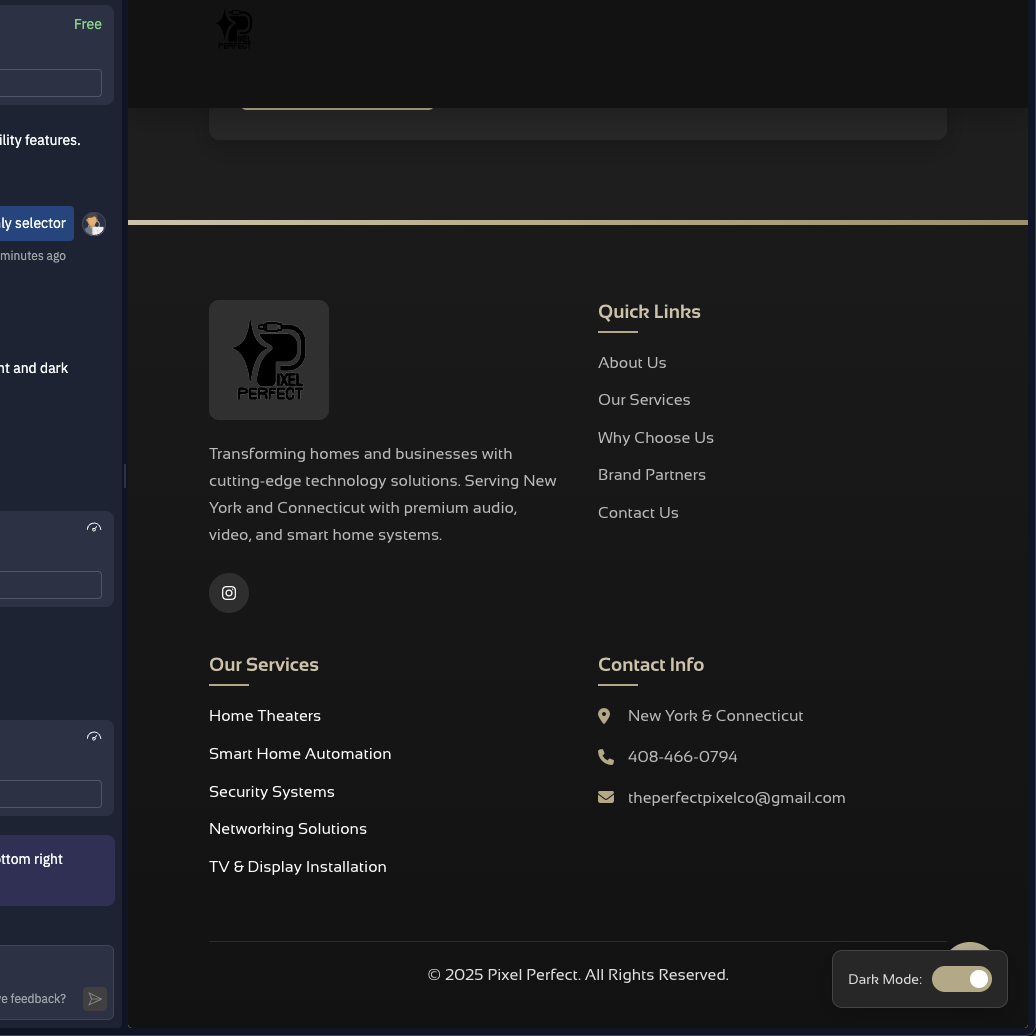 Free
ility features.
ly selector
minutes ago
nt and dark
ttom right
e feedback?
PIXEL
PERFECT
PIXEL
PERFECT
Transforming homes and businesses with
cutting-edge technology solutions. Serving New
York and Connecticut with premium audio,
video, and smart home systems.
Quick Links
About Us
Our Services
Why Choose Us
Brand Partners
Contact Us
Our Services
Home Theaters
Smart Home Automation
Security Systems
Networking Solutions
TV & Display Installation
Contact Info
New York & Connecticut
408-466-0794
theperfectpixelco@gmail.com
© 2025 Pixel Perfect. All Rights Reserved.
Dark Mode: